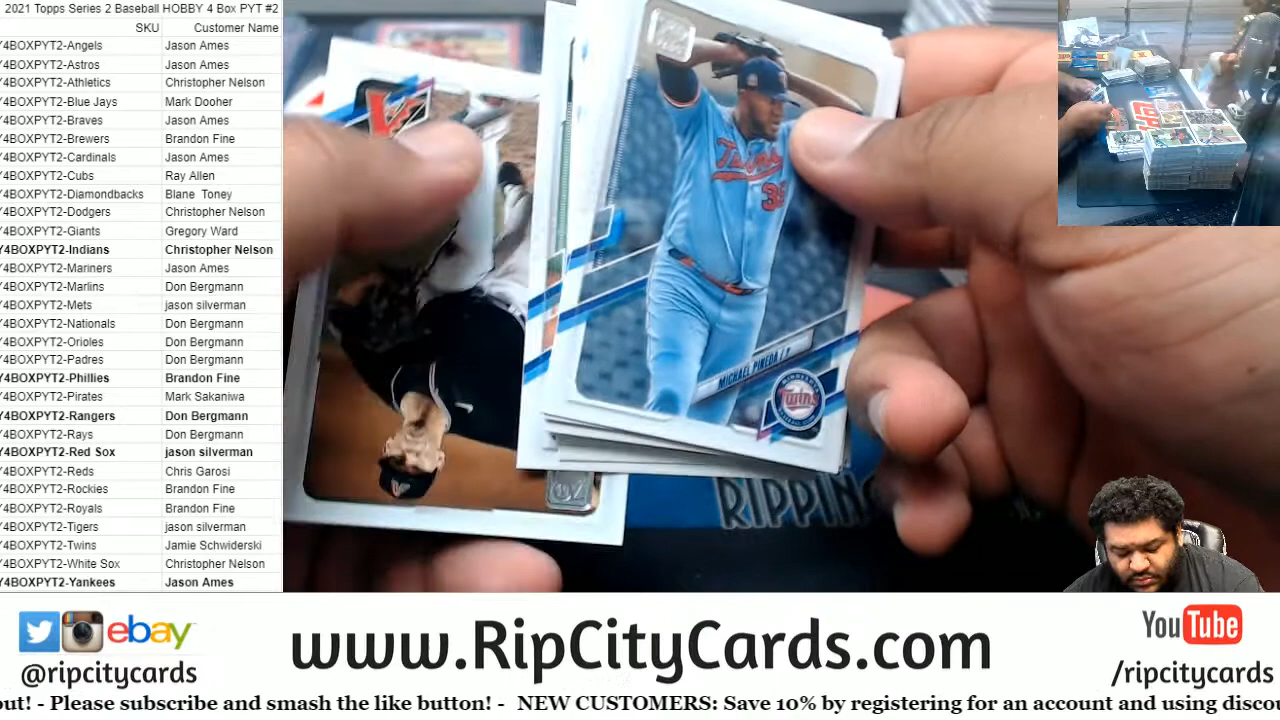 2021 Topps Series 2 Baseball HOBBY 4 Box PYT #2
SKU Customer Name
Y4BOXPYT2-Angels Jason Ames
Y4BOXPYT2-Astros Jason Ames
Y4BOXPYT2-Athletics Christopher Nelson
Y4BOXPYT2-Blue Jays Mark Dooher
Y4BOXPYT2-Braves Jason Ames
Y4BOXPYT2-Brewers Brandon Fine
Y4BOXPYT2-Cardinals Jason Ames
Y4BOXPYT2-Cubs Ray Allen
Y4BOXPYT2-Diamondbacks Blane Toney
Y4BOXPYT2-Dodgers Christopher Nelson
Y4BOXPYT2-Giants Gregory Ward
Y4BOXPYT2-Indians Christopher Nelson
Y4BOXPYT2-Mariners Jason Ames
Y4BOXPYT2-Marlins Don Bergmann
Y4BOXPYT2-Mets jason silverman
Y4BOXPYT2-Nationals Don Bergmann
Y4BOXPYT2-Orioles Don Bergmann
Y4BOXPYT2-Padres Don Bergmann
Y4BOXPYT2-Phillies Brandon Fine
Y4BOXPYT2-Pirates Mark Sakaniwa
Y4BOXPYT2-Rangers Don Bergmann
Y4BOXPYT2-Rays Don Bergmann
Y4BOXPYT2-Red Sox jason silverman
Y4BOXPYT2-Reds Chris Garosi
Y4BOXPYT2-Rockies Brandon Fine
Y4BOXPYT2-Royals Brandon Fine
Y4BOXPYT2-Tigers jason silverman
Y4BOXPYT2-Twins Jamie Schwiderski
Y4BOXPYT2-White Sox Christopher Nelson
Y4BOXPYT2-Yankees Jason Ames
Twins
MICHAEL PINEDA / P
MINNESOTA
Twins
RIPPING
ebay
@ripcitycards
www.RipCityCards.com
YouTube
/ripcitycards
out! - Please subscribe and smash the like button! - NEW CUSTOMERS: Save 10% by registering for an account and using discou